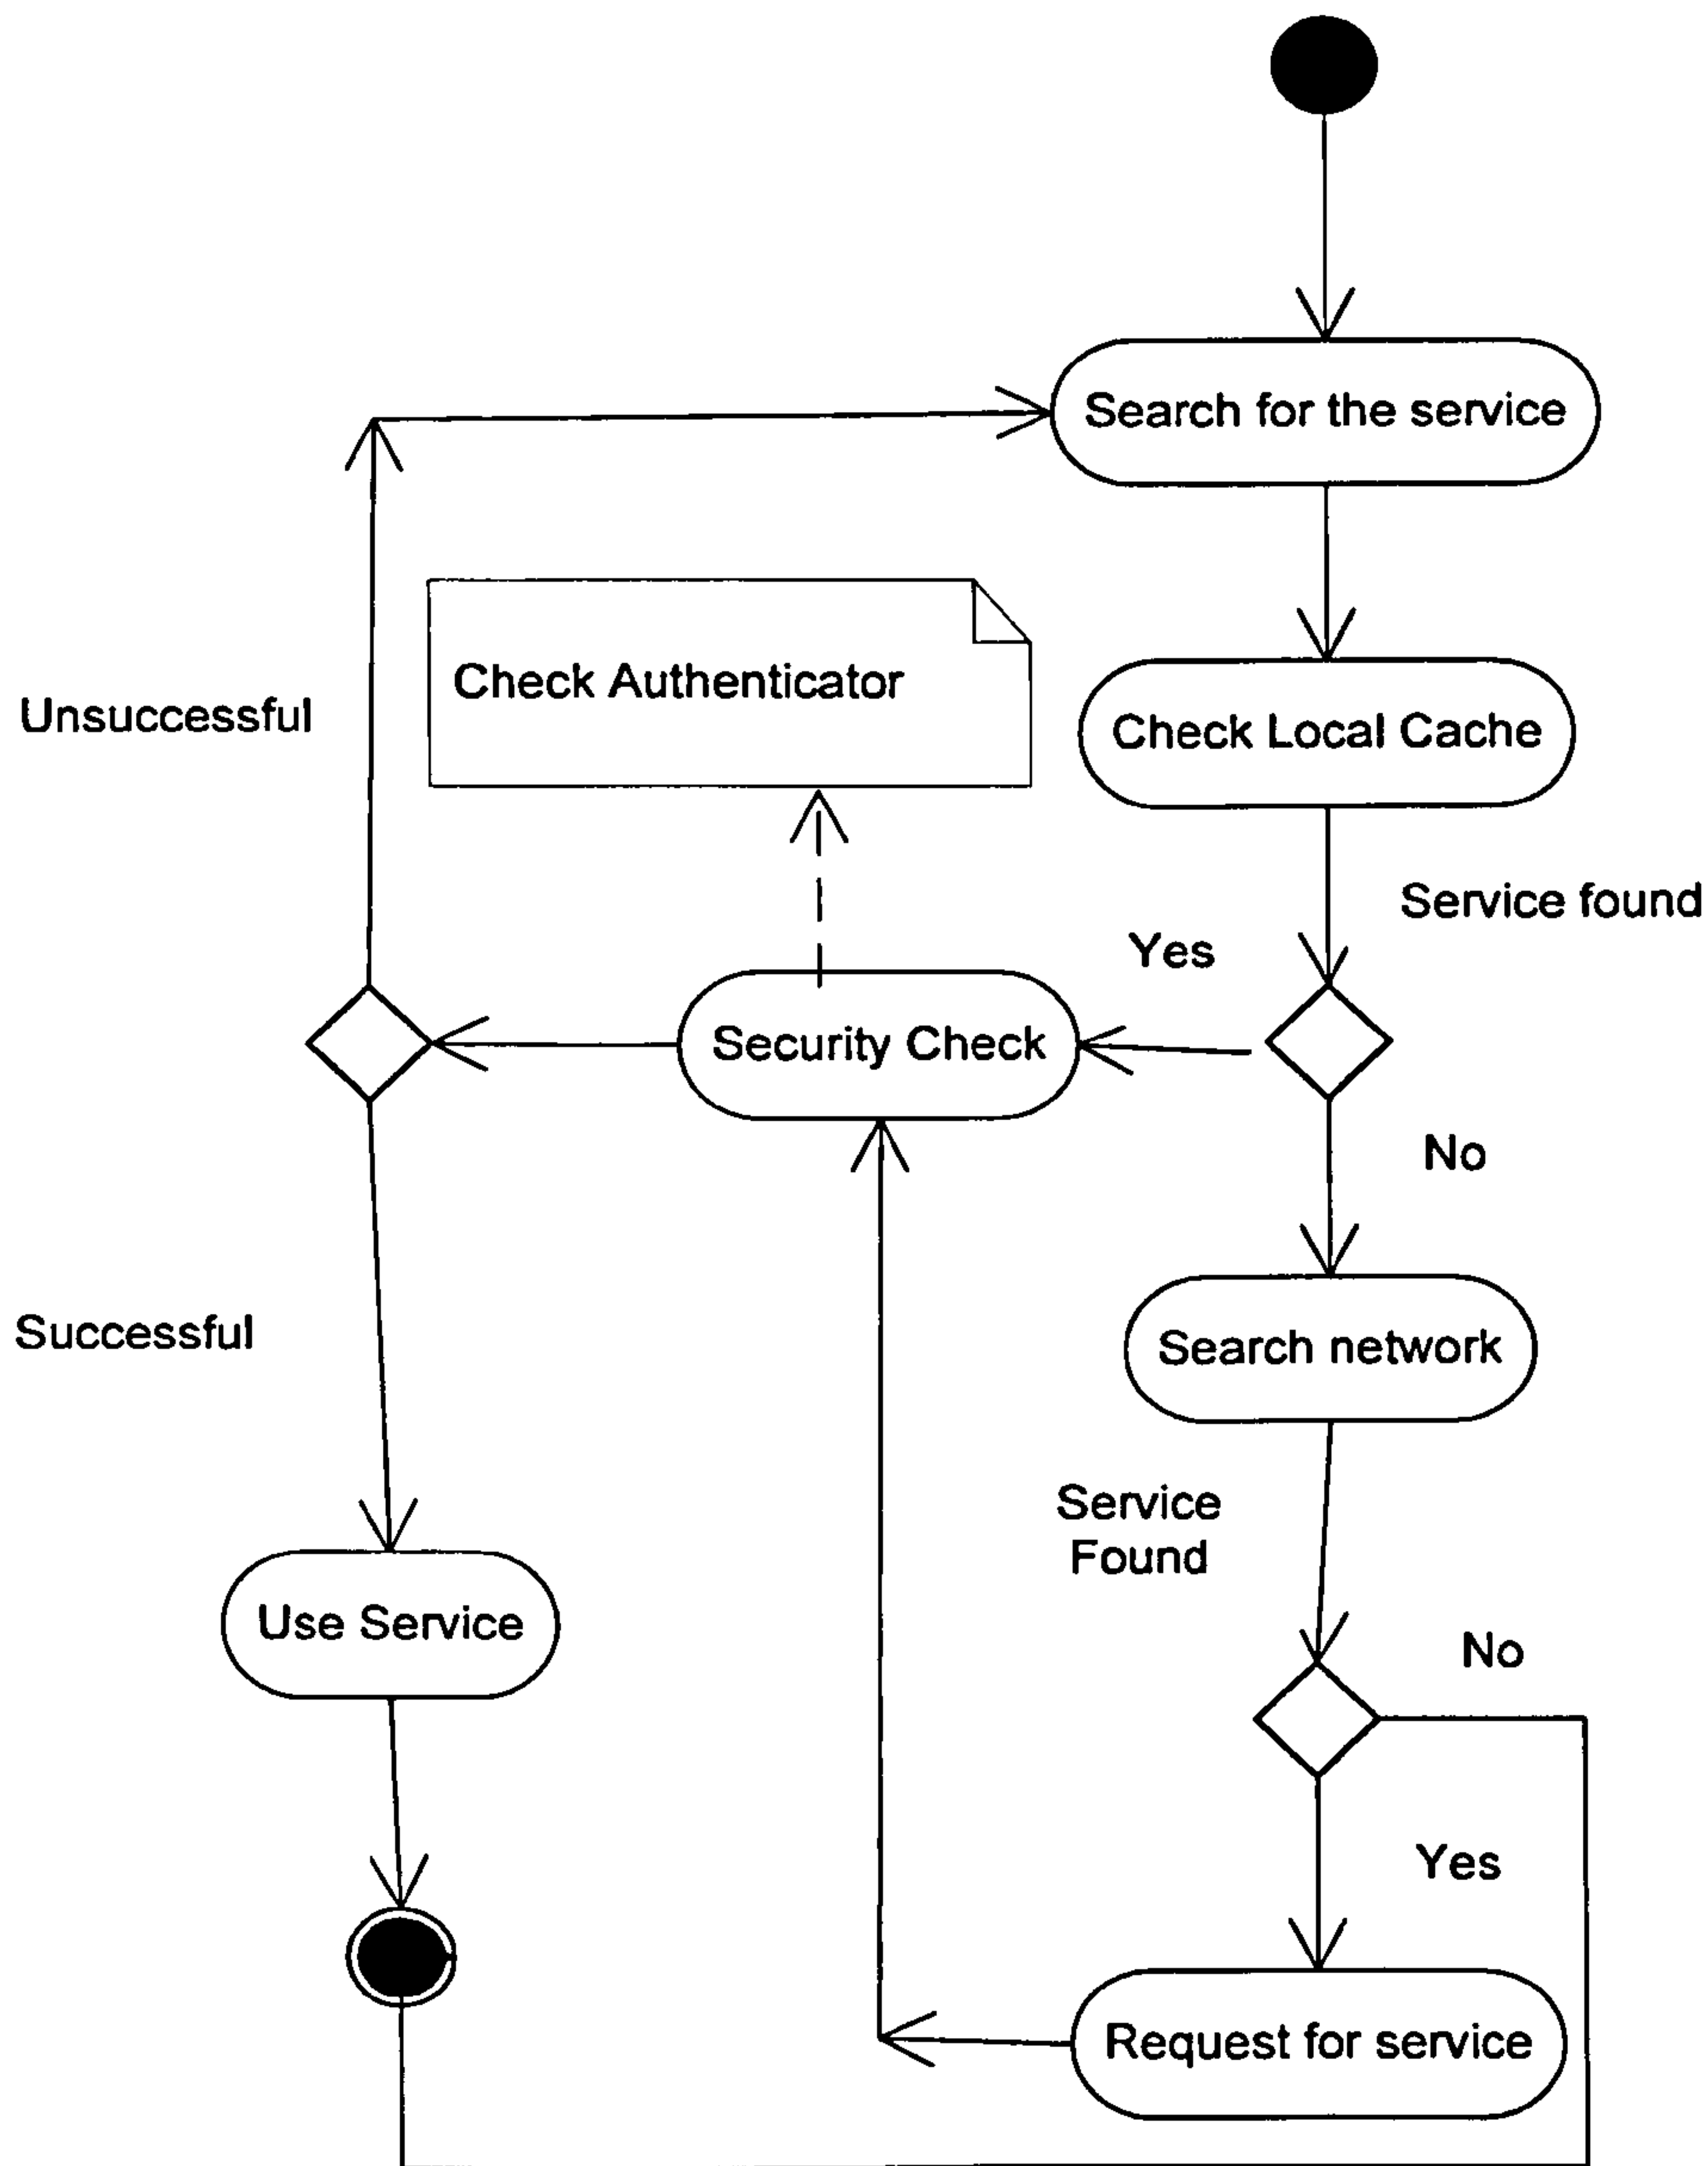 Search for the service
Check Authenticator
Unsuccessful
Check Local Cache
Service found
Yes
Security Check
No
Successful
Search network
Service
Found
Use Service
No
Yes
Request for service